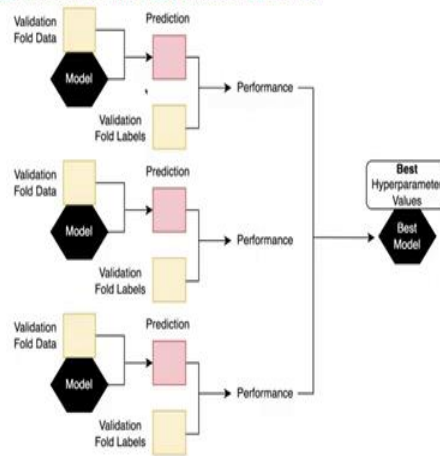 Validation
Fold Data
Prediction
Model
Performance
Validation
Fold Labels
Validation
Fold Data
Prediction
Model
Performance
Validation
Fold Labels
Validation
Fold Data
Prediction
Model
Performance
Validation
Fold Labels
Best
Hyperparameter
Values
Best
Model